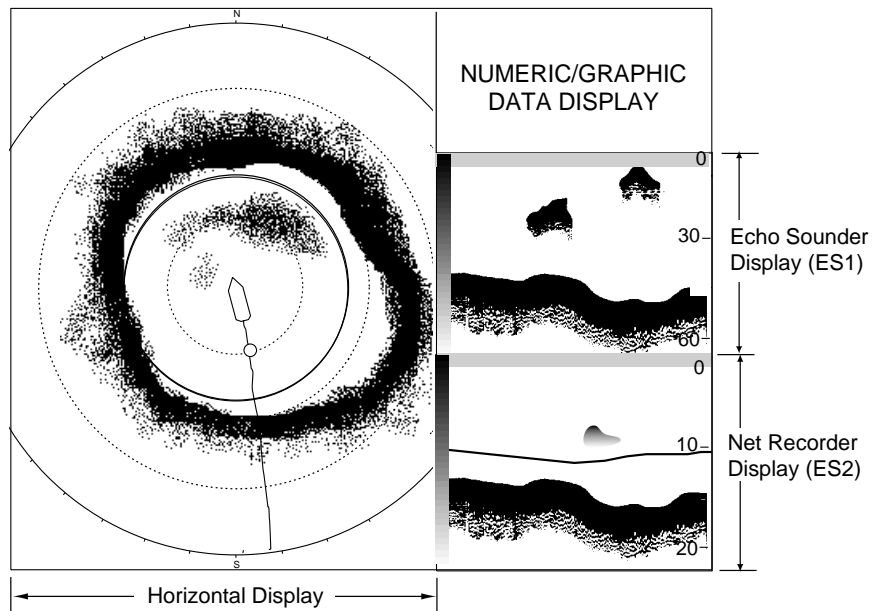 N
NUMERIC/GRAPHIC
DATA DISPLAY
0
30
60
Echo Sounder
Display (ES1)
0
10
20
Net Recorder
Display (ES2)
S
Horizontal Display